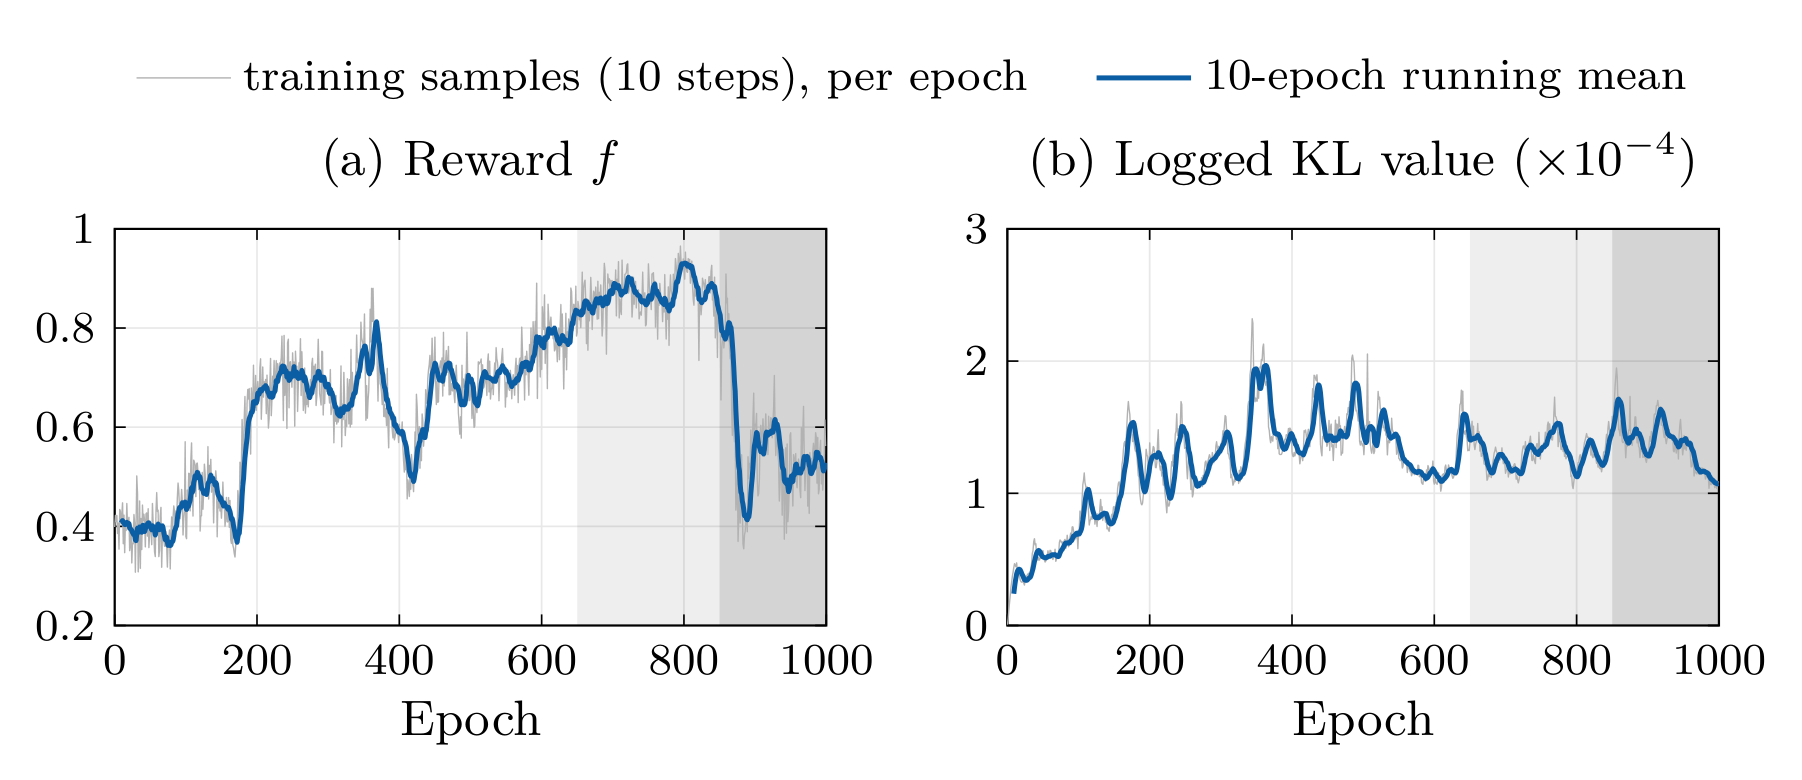 training samples (10 steps), per epoch
10-epoch running mean
(a) Reward f
(b) Logged KL value (×10⁻⁴)
1
0.8
0.6
0.4
0.2
0 200 400 600 800 1000
Epoch
3
2
1
0
0 200 400 600 800 1000
Epoch